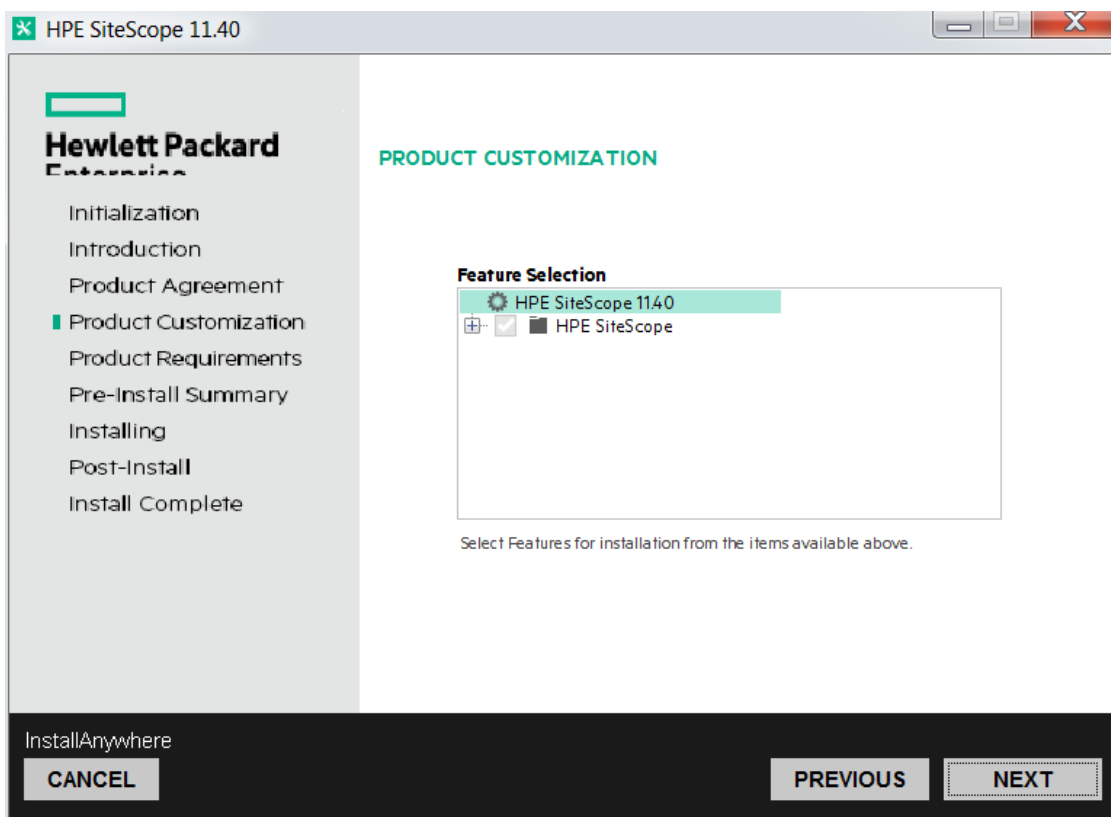 HPE SiteScope 11.40
Hewlett Packard
Enterprise
Initialization
Introduction
Product Agreement
Product Customization
Product Requirements
Pre-Install Summary
Installing
Post-Install
Install Complete
PRODUCT CUSTOMIZATION
Feature Selection
HPE SiteScope 11.40
HPE SiteScope
Select Features for installation from the items available above.
InstallAnywhere
CANCEL
PREVIOUS
NEXT